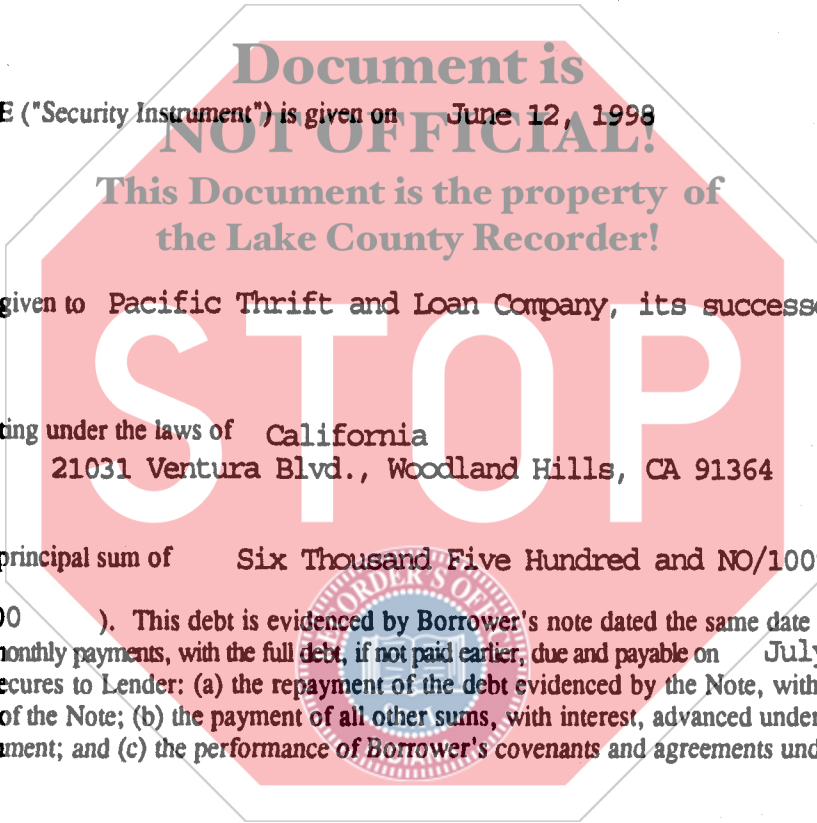 Document is
E ("Security Instrument") is given on June 12, 1998
NOT OFFICIAL!
This Document is the property of
the Lake County Recorder!
given to Pacific Thrift and Loan Company, its success
STOP
ting under the laws of California
21031 Ventura Blvd., Woodland Hills, CA 91364
principal sum of Six Thousand Five Hundred and NO/100
00 ). This debt is evidenced by Borrower's note dated the same date
monthly payments, with the full debt, if not paid earlier, due and payable on July
ecures to Lender: (a) the repayment of the debt evidenced by the Note, with
of the Note; (b) the payment of all other sums, with interest, advanced under
ument; and (c) the performance of Borrower's covenants and agreements und